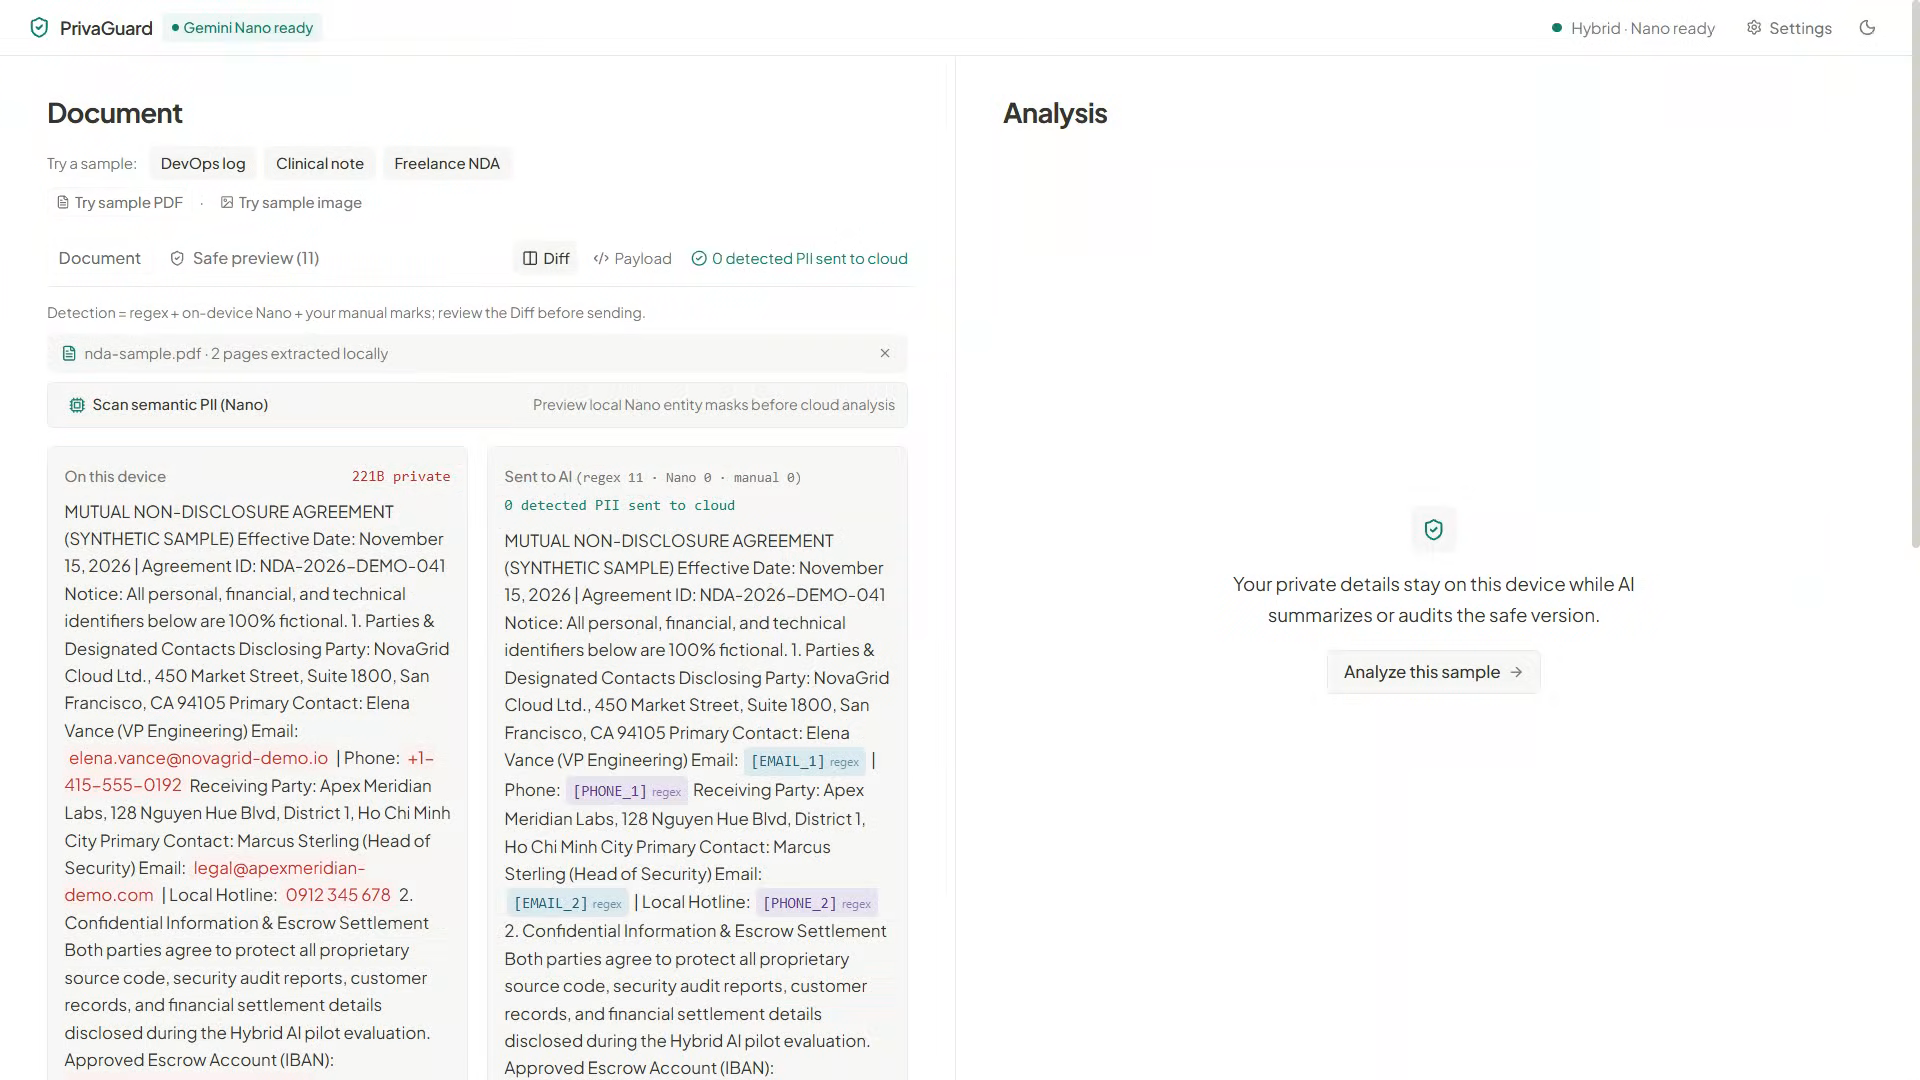 PrivaGuard
Gemini Nano ready
Hybrid · Nano ready
Settings
Document
Try a sample:
DevOps log
Clinical note
Freelance NDA
Try sample PDF
·
Try sample image
Document
Safe preview (11)
Diff
Payload
0 detected PII sent to cloud
Detection = regex + on-device Nano + your manual marks; review the Diff before sending.
nda-sample.pdf · 2 pages extracted locally
Scan semantic PII (Nano)
Preview local Nano entity masks before cloud analysis
On this device
221B private
MUTUAL NON-DISCLOSURE AGREEMENT
(SYNTHETIC SAMPLE) Effective Date: November
15, 2026 | Agreement ID: NDA-2026-DEMO-041
Notice: All personal, financial, and technical
identifiers below are 100% fictional. 1. Parties &
Designated Contacts Disclosing Party: NovaGrid
Cloud Ltd., 450 Market Street, Suite 1800, San
Francisco, CA 94105 Primary Contact: Elena
Vance (VP Engineering) Email:
elena.vance@novagrid-demo.io | Phone: +1-
415-555-0192 Receiving Party: Apex Meridian
Labs, 128 Nguyen Hue Blvd, District 1, Ho Chi Minh
City Primary Contact: Marcus Sterling (Head of
Security) Email: legal@apexmeridian-
demo.com | Local Hotline: 0912 345 678 2.
Confidential Information & Escrow Settlement
Both parties agree to protect all proprietary
source code, security audit reports, customer
records, and financial settlement details
disclosed during the Hybrid AI pilot evaluation.
Approved Escrow Account (IBAN):
Sent to AI (regex 11 · Nano 0 · manual 0)
0 detected PII sent to cloud
MUTUAL NON-DISCLOSURE AGREEMENT
(SYNTHETIC SAMPLE) Effective Date: November
15, 2026 | Agreement ID: NDA-2026-DEMO-041
Notice: All personal, financial, and technical
identifiers below are 100% fictional. 1. Parties &
Designated Contacts Disclosing Party: NovaGrid
Cloud Ltd., 450 Market Street, Suite 1800, San
Francisco, CA 94105 Primary Contact: Elena
Vance (VP Engineering) Email: [EMAIL_1] regex |
Phone: [PHONE_1] regex Receiving Party: Apex
Meridian Labs, 128 Nguyen Hue Blvd, District 1,
Ho Chi Minh City Primary Contact: Marcus
Sterling (Head of Security) Email:
[EMAIL_2] regex | Local Hotline: [PHONE_2] regex
2. Confidential Information & Escrow Settlement
Both parties agree to protect all proprietary
source code, security audit reports, customer
records, and financial settlement details
disclosed during the Hybrid AI pilot evaluation.
Approved Escrow Account (IBAN):
Analysis
Your private details stay on this device while AI
summarizes or audits the safe version.
Analyze this sample →